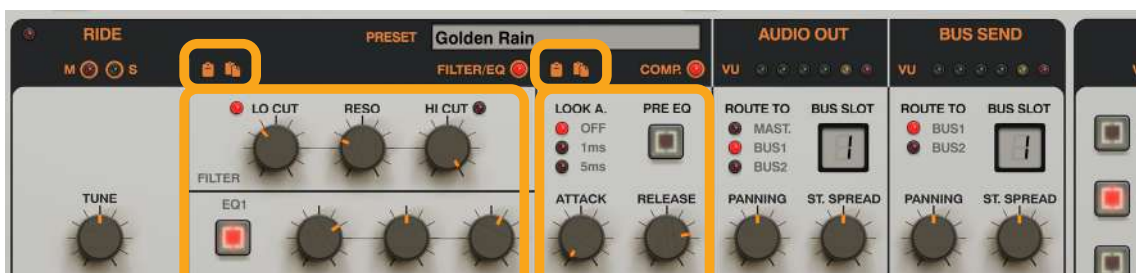 RIDE
PRESET Golden Rain
AUDIO OUT
BUS SEND
M S
FILTER/EQ
COMP.
VU
VU
LO CUT RESO HI CUT
FILTER
LOOK A.
OFF
1ms
5ms
PRE EQ
ROUTE TO
MAST.
BUS1
BUS2
BUS SLOT
1
ROUTE TO
BUS1
BUS2
BUS SLOT
1
TUNE
EQ1
ATTACK RELEASE
PANNING ST. SPREAD
PANNING ST. SPREAD